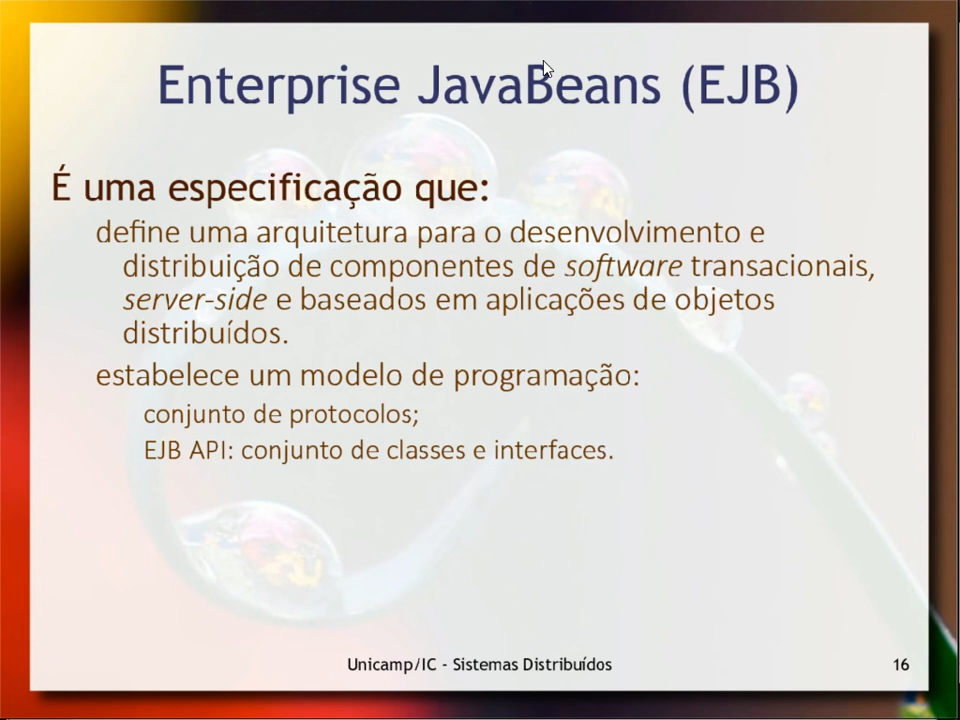 Enterprise JavaBeans (EJB)
É uma especificação que:
define uma arquitetura para o desenvolvimento e
distribuição de componentes de software transacionais,
server-side e baseados em aplicações de objetos
distribuídos.
estabelece um modelo de programação:
conjunto de protocolos;
EJB API: conjunto de classes e interfaces.
Unicamp/IC - Sistemas Distribuídos
16